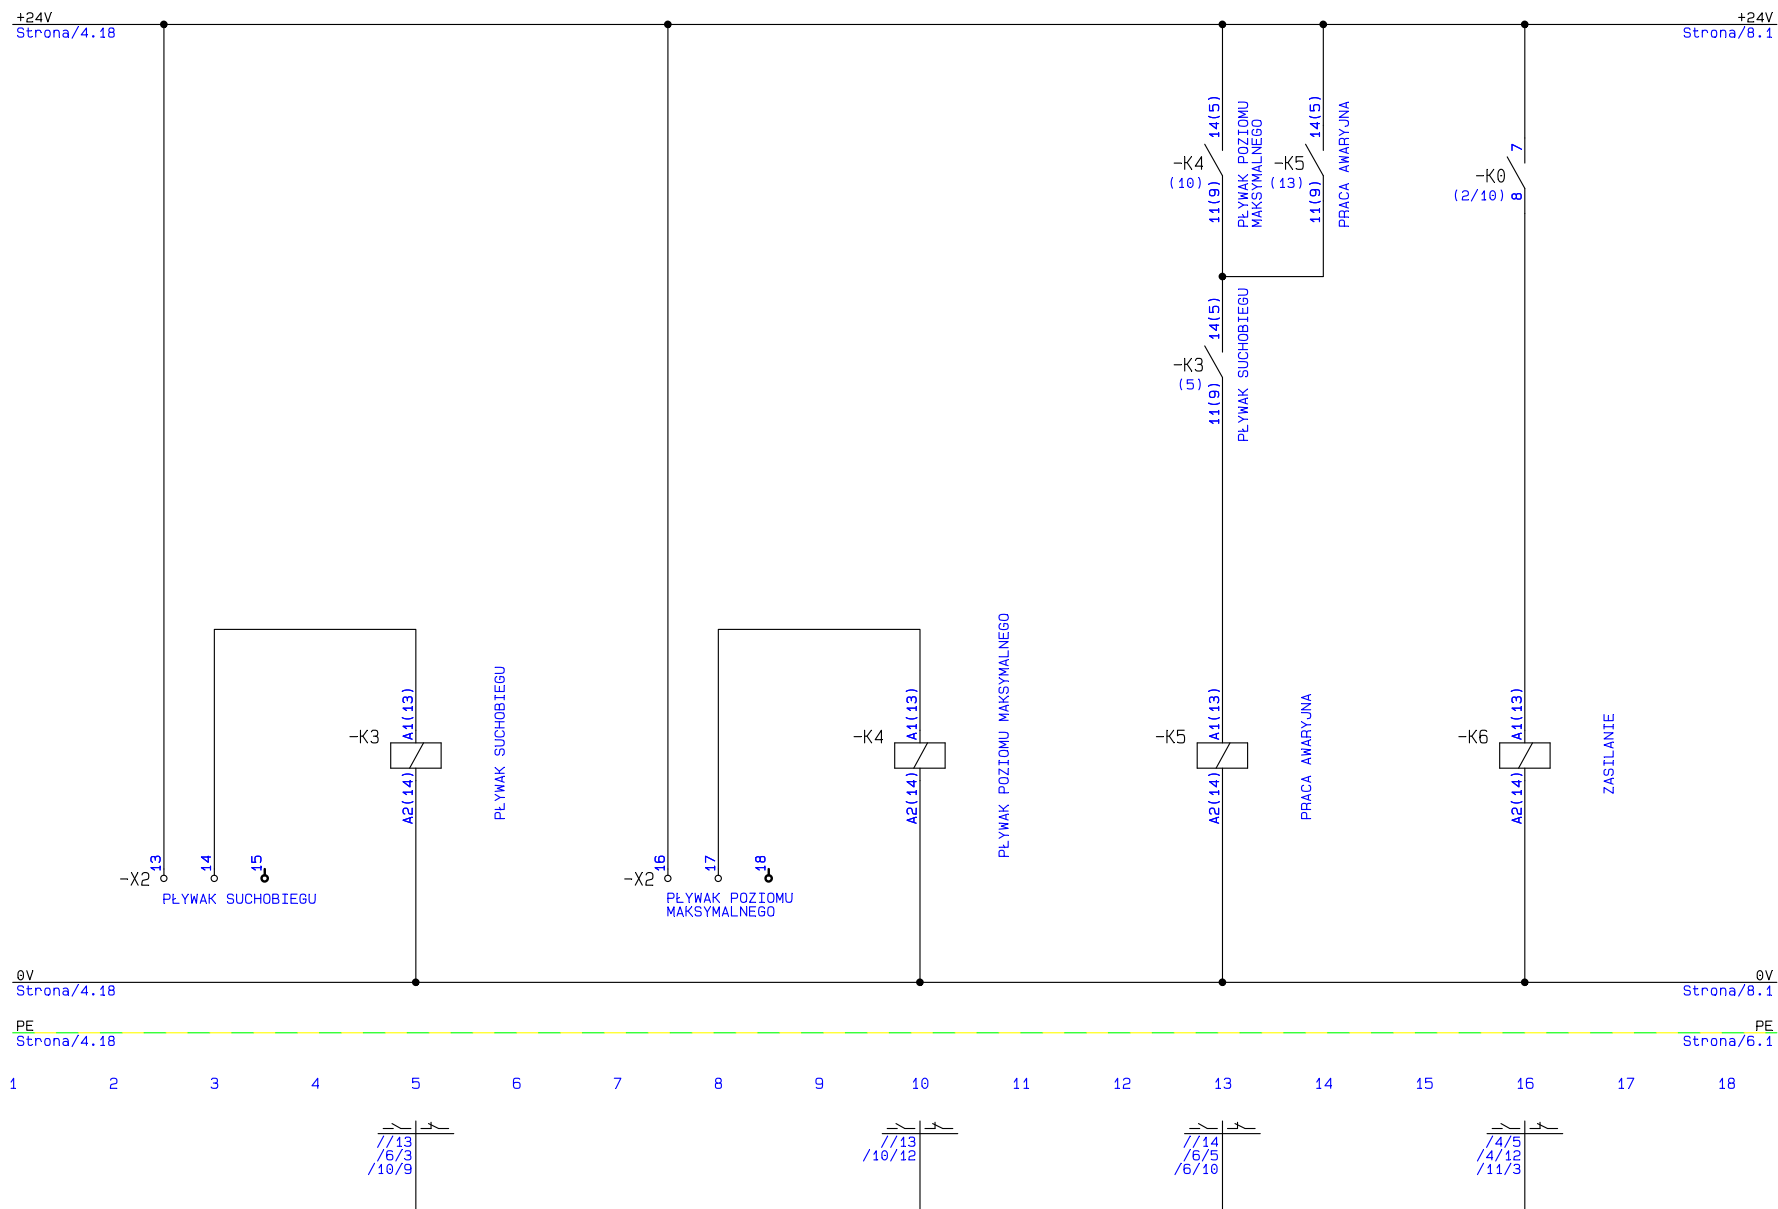 +24V
Strona/4.18
+24V
Strona/8.1
14(5)
-K4
(10)
11(9)
PŁYWAK POZIOMU
MAKSYMALNEGO
14(5)
-K5
(13)
11(9)
PRACA AWARYJNA
7
-K0
(2/10)
8
14(5)
-K3
(5)
11(9)
PŁYWAK SUCHOBIEGU
A1(13)
-K3
A2(14)
PŁYWAK SUCHOBIEGU
A1(13)
-K4
A2(14)
PŁYWAK POZIOMU MAKSYMALNEGO
A1(13)
-K5
A2(14)
PRACA AWARYJNA
A1(13)
-K6
A2(14)
ZASILANIE
-X2
13
14
15
PŁYWAK SUCHOBIEGU
-X2
16
17
18
PŁYWAK POZIOMU
MAKSYMALNEGO
0V
Strona/4.18
0V
Strona/8.1
PE
Strona/4.18
PE
Strona/6.1
1 2 3 4 5 6 7 8 9 10 11 12 13 14 15 16 17 18
//13
/6/3
/10/9
//13
/10/12
//14
/6/5
/6/10
/4/5
/4/12
/11/3